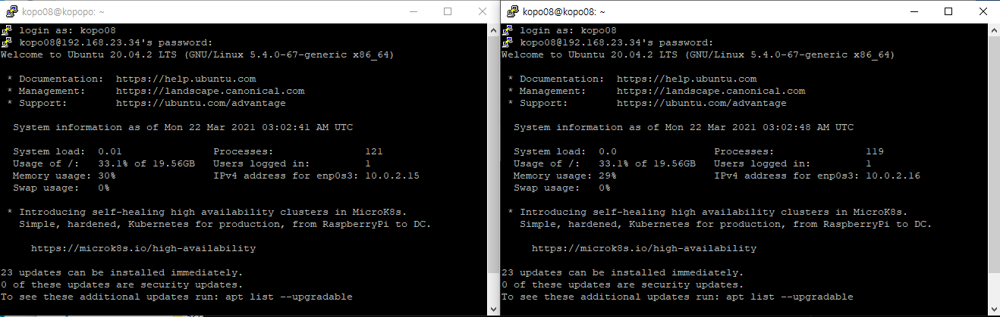 kopo08@kopopo: ~
login as: kopo08
kopo08@192.168.23.34's password:
Welcome to Ubuntu 20.04.2 LTS (GNU/Linux 5.4.0-67-generic x86_64)
* Documentation:  https://help.ubuntu.com
* Management:     https://landscape.canonical.com
* Support:        https://ubuntu.com/advantage
System information as of Mon 22 Mar 2021 03:02:41 AM UTC
System load:  0.01               Processes:               121
Usage of /:   33.1% of 19.56GB   Users logged in:         1
Memory usage: 30%                IPv4 address for enp0s3: 10.0.2.15
Swap usage:   0%
* Introducing self-healing high availability clusters in MicroK8s.
Simple, hardened, Kubernetes for production, from RaspberryPi to DC.
https://microk8s.io/high-availability
23 updates can be installed immediately.
0 of these updates are security updates.
To see these additional updates run: apt list --upgradable
kopo08@kopo08: ~
login as: kopo08
kopo08@192.168.23.34's password:
Welcome to Ubuntu 20.04.2 LTS (GNU/Linux 5.4.0-67-generic x86_64)
* Documentation:  https://help.ubuntu.com
* Management:     https://landscape.canonical.com
* Support:        https://ubuntu.com/advantage
System information as of Mon 22 Mar 2021 03:02:48 AM UTC
System load:  0.0                Processes:               119
Usage of /:   33.1% of 19.56GB   Users logged in:         1
Memory usage: 29%                IPv4 address for enp0s3: 10.0.2.16
Swap usage:   0%
* Introducing self-healing high availability clusters in MicroK8s.
Simple, hardened, Kubernetes for production, from RaspberryPi to DC.
https://microk8s.io/high-availability
23 updates can be installed immediately.
0 of these updates are security updates.
To see these additional updates run: apt list --upgradable